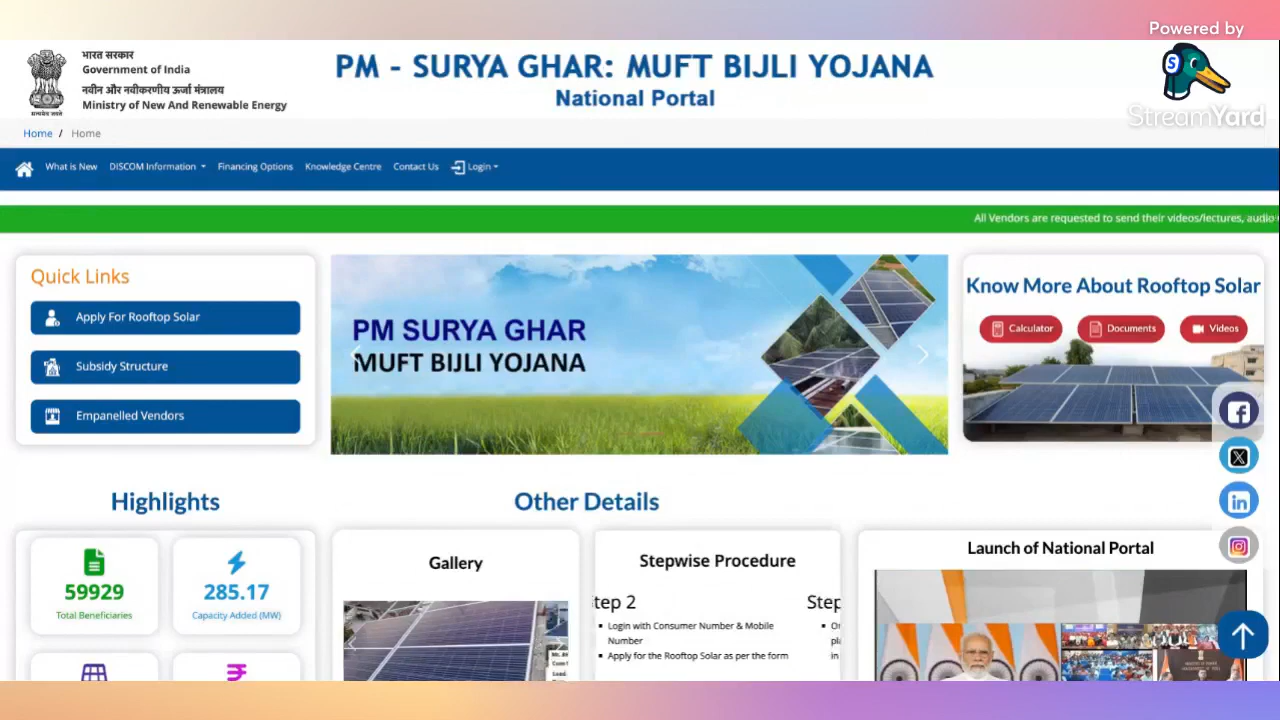 Powered by
StreamYard
भारत सरकार
Government of India
नवीन और नवीकरणीय ऊर्जा मंत्रालय
Ministry of New And Renewable Energy
सत्यमेव जयते
PM - SURYA GHAR: MUFT BIJLI YOJANA
National Portal
Home / Home
What is New DISCOM Information Financing Options Knowledge Centre Contact Us Login
All Vendors are requested to send their videos/lectures, audio
Quick Links
Apply For Rooftop Solar
Subsidy Structure
Empanelled Vendors
PM SURYA GHAR
MUFT BIJLI YOJANA
Know More About Rooftop Solar
Calculator Documents Videos
Highlights
59929
Total Beneficiaries
285.17
Capacity Added (MW)
Other Details
Gallery
Stepwise Procedure
tep 2
Login with Consumer Number & Mobile
Number
Apply for the Rooftop Solar as per the form
Step
in
Launch of National Portal